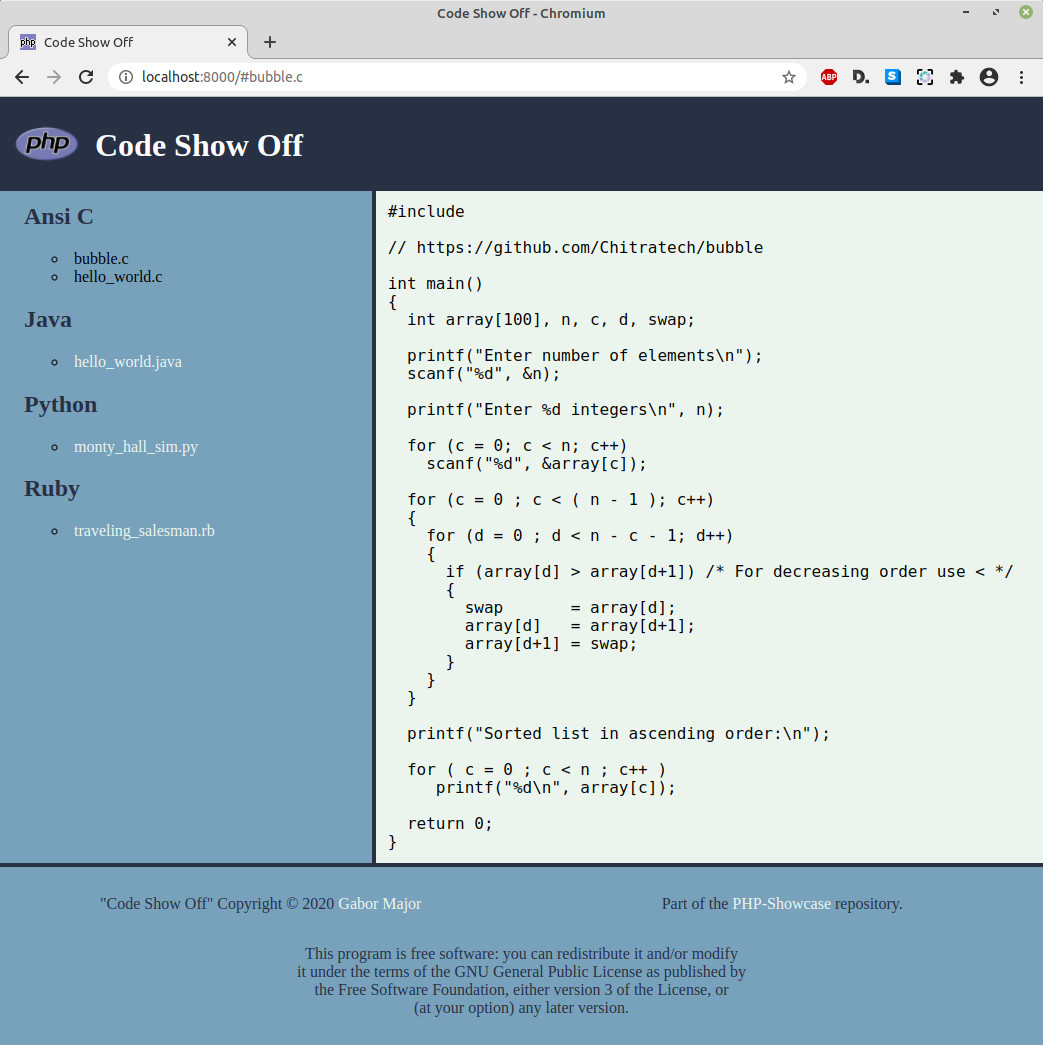 Code Show Off - Chromium
php Code Show Off
localhost:8000/#bubble.c
ABP D. S
php Code Show Off
Ansi C
bubble.c
hello_world.c
Java
hello_world.java
Python
monty_hall_sim.py
Ruby
traveling_salesman.rb
#include
// https://github.com/Chitratech/bubble
int main()
{
  int array[100], n, c, d, swap;
  printf("Enter number of elements\n");
  scanf("%d", &n);
  printf("Enter %d integers\n", n);
  for (c = 0; c < n; c++)
    scanf("%d", &array[c]);
  for (c = 0 ; c < ( n - 1 ); c++)
  {
    for (d = 0 ; d < n - c - 1; d++)
    {
      if (array[d] > array[d+1]) /* For decreasing order use < */
      {
        swap       = array[d];
        array[d]   = array[d+1];
        array[d+1] = swap;
      }
    }
  }
  printf("Sorted list in ascending order:\n");
  for ( c = 0 ; c < n ; c++ )
     printf("%d\n", array[c]);
  return 0;
}
"Code Show Off" Copyright © 2020 Gabor Major
Part of the PHP-Showcase repository.
This program is free software: you can redistribute it and/or modify
it under the terms of the GNU General Public License as published by
the Free Software Foundation, either version 3 of the License, or
(at your option) any later version.